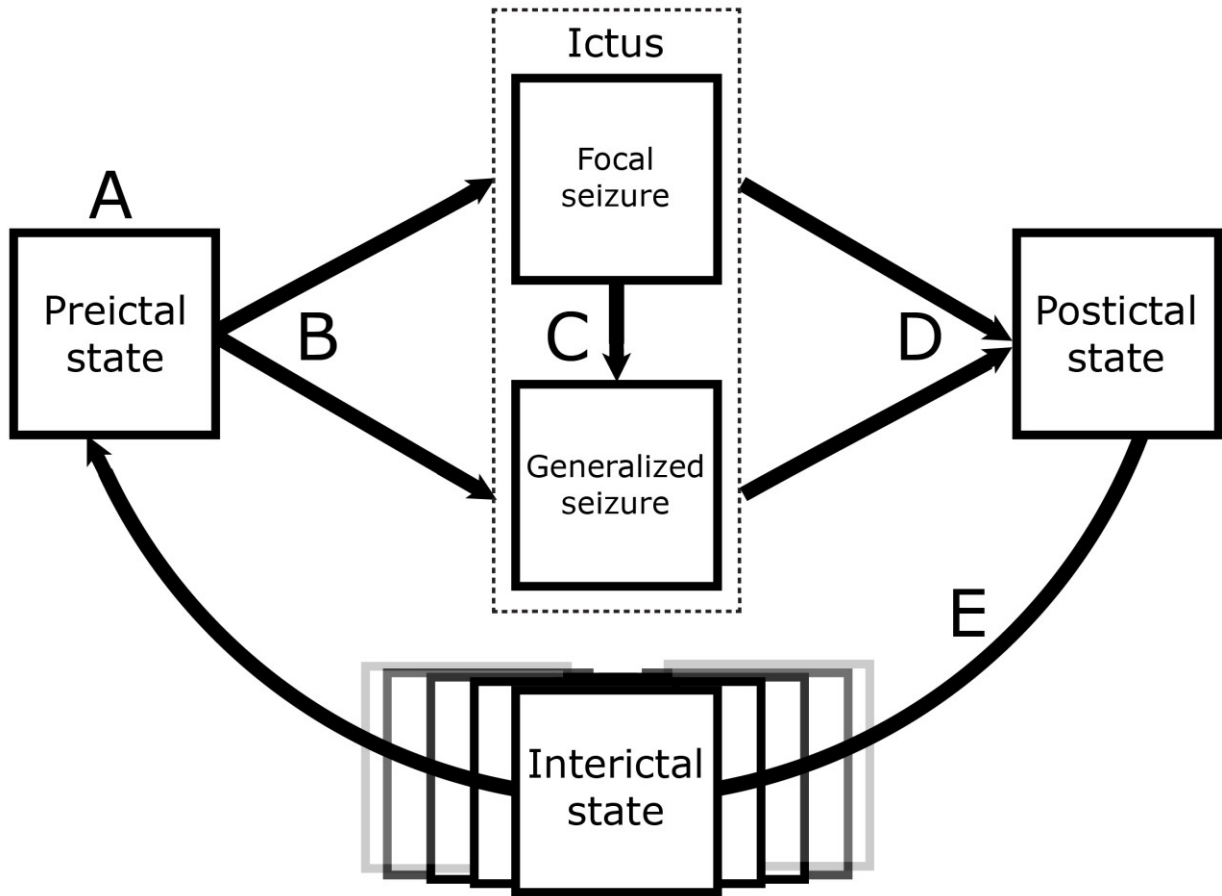 Ictus
Focal
seizure
A
Preictal
state
B
C
D
Postictal
state
Generalized
seizure
E
Interictal
state